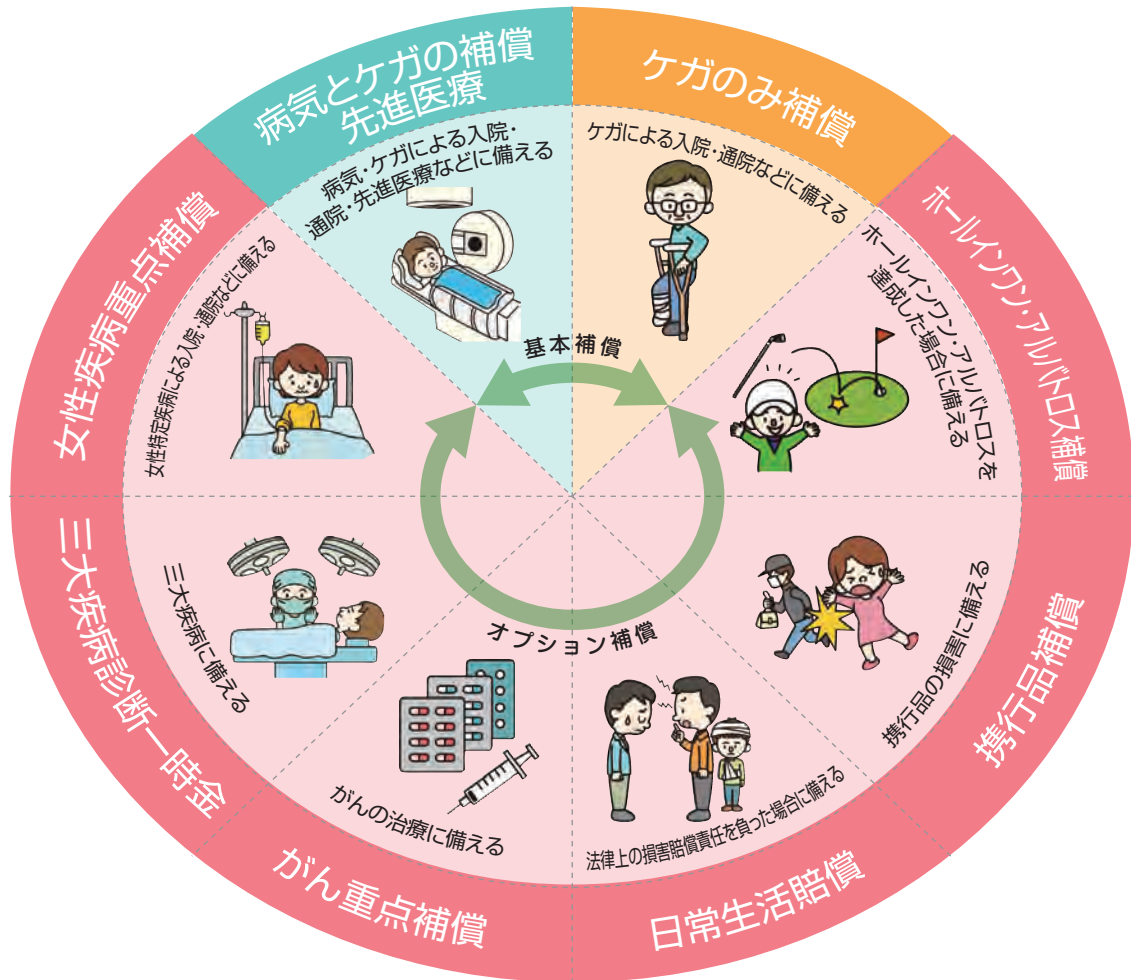 病気とケガの補償
先進医療
病気・ケガによる入院・
通院・先進医療などに備える
ケガのみ補償
ケガによる入院・通院などに備える
基本補償
ホールインワン・アルバトロス補償
ホールインワン・アルバトロスを
達成した場合に備える
携行品補償
携行品の損害に備える
日常生活賠償
法律上の損害賠償責任を負った場合に備える
がん重点補償
がんの治療に備える
三大疾病診断一時金
三大疾病に備える
女性疾病重点補償
女性特定疾病による入院・通院などに備える
オプション補償